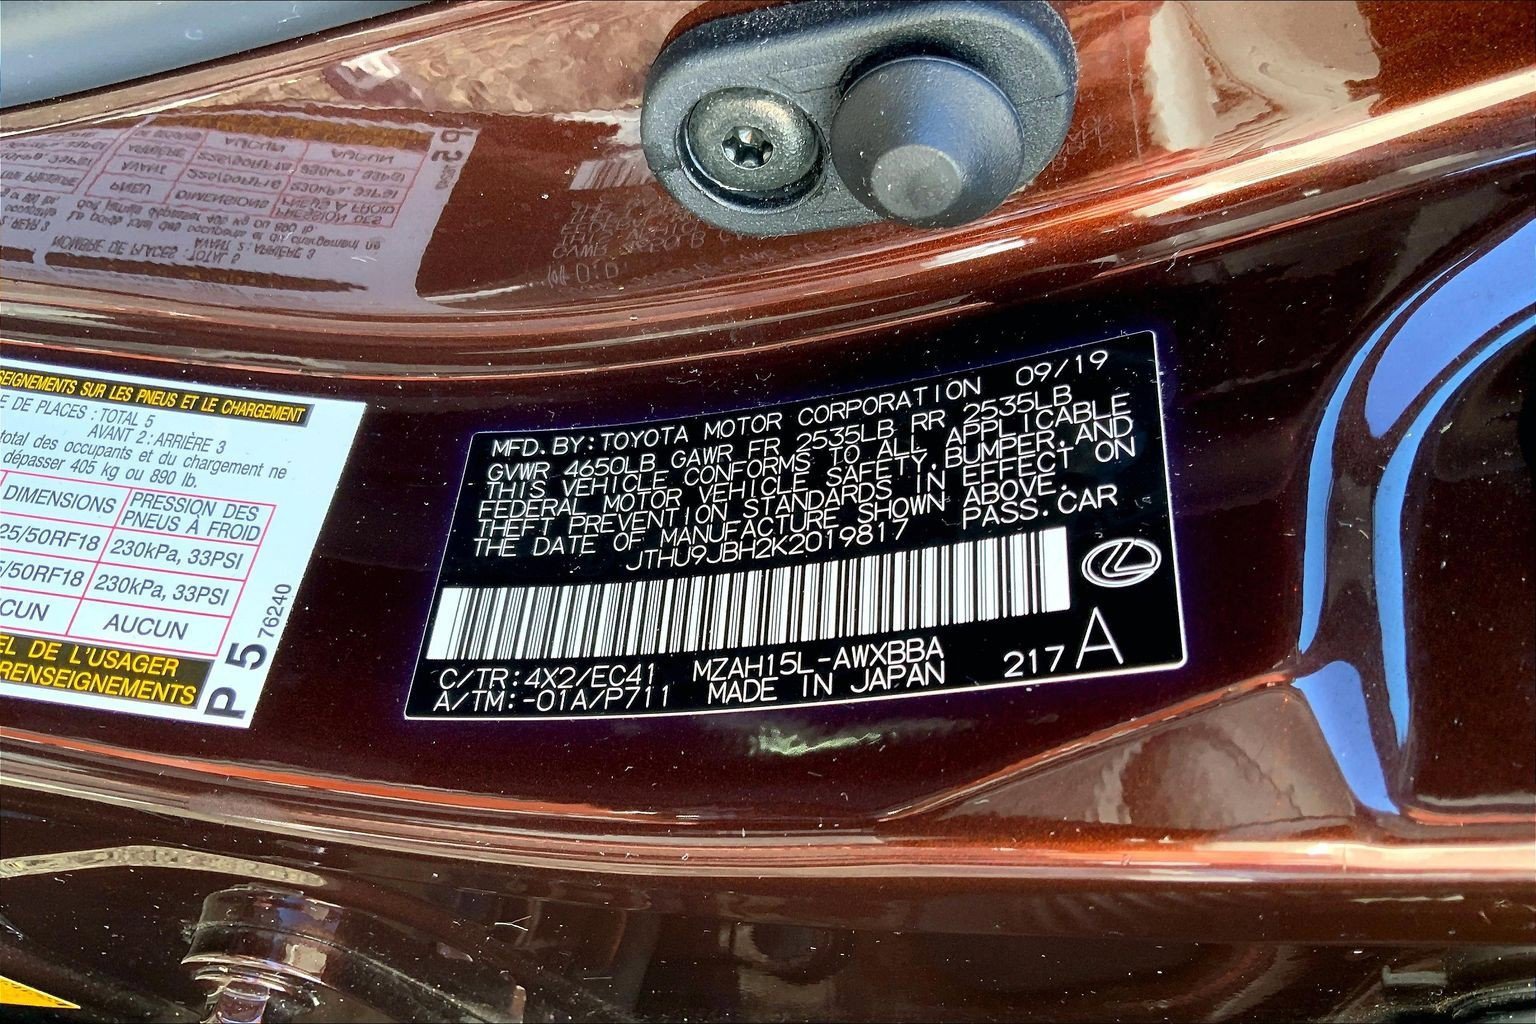 SEIGNEMENTS SUR LES PNEUS ET LE CHARGEMENT
E DE PLACES : TOTAL 5
AVANT 2 : ARRIÈRE 3
total des occupants et du chargement ne
dépasser 405 kg ou 890 lb.
DIMENSIONS PRESSION DES PNEUS À FROID
25/50RF18 230kPa, 33PSI
5/50RF18 230kPa, 33PSI
CUN AUCUN
EL DE L'USAGER
RENSEIGNEMENTS
P 5 76240
MFD. BY: TOYOTA MOTOR CORPORATION 09/19
GVWR 4650LB GAWR FR 2535LB RR 2535LB
THIS VEHICLE CONFORMS TO ALL APPLICABLE
FEDERAL MOTOR VEHICLE SAFETY, BUMPER, AND
THEFT PREVENTION STANDARDS IN EFFECT ON
THE DATE OF MANUFACTURE SHOWN ABOVE.
JTHU9JBH2K2019817 PASS. CAR
C/TR: 4X2/EC41 MZAH15L-AWXBBA
A/TM: -01A/P711 MADE IN JAPAN 217 A